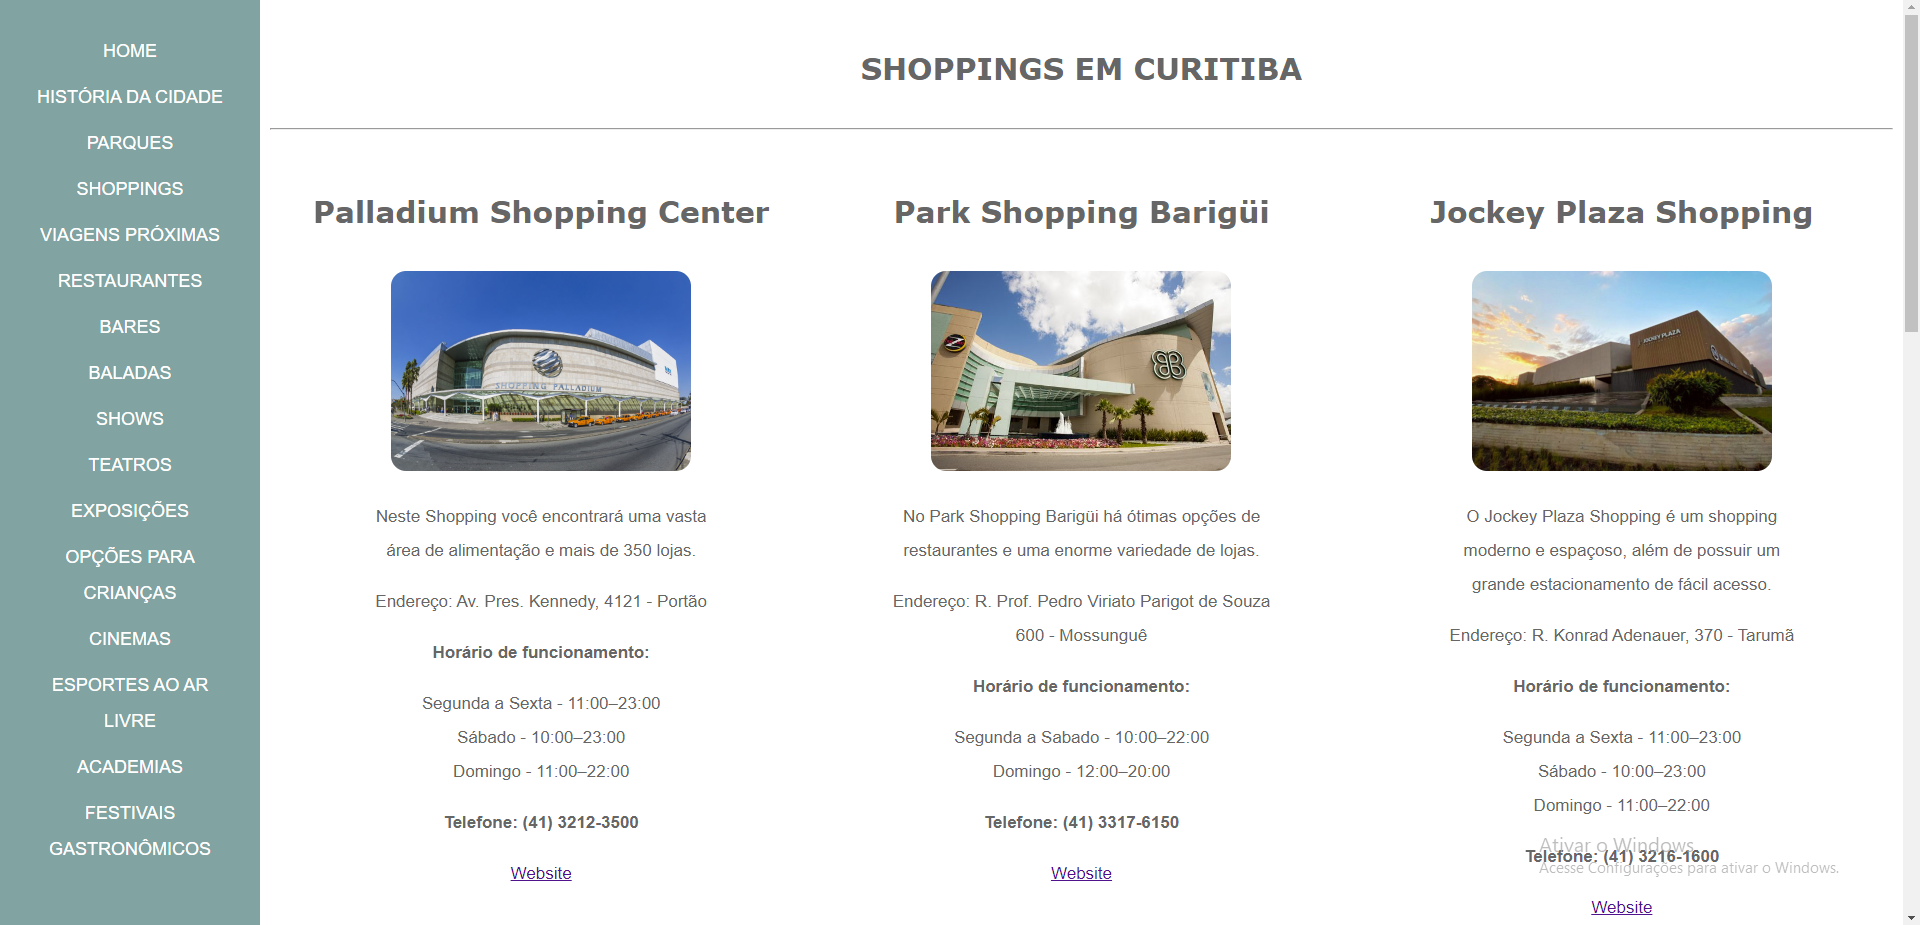 HOME
HISTÓRIA DA CIDADE
PARQUES
SHOPPINGS
VIAGENS PRÓXIMAS
RESTAURANTES
BARES
BALADAS
SHOWS
TEATROS
EXPOSIÇÕES
OPÇÕES PARA
CRIANÇAS
CINEMAS
ESPORTES AO AR
LIVRE
ACADEMIAS
FESTIVAIS
GASTRONÔMICOS
SHOPPINGS EM CURITIBA
Palladium Shopping Center
SHOPPING PALLADIUM
Neste Shopping você encontrará uma vasta
área de alimentação e mais de 350 lojas.
Endereço: Av. Pres. Kennedy, 4121 - Portão
Horário de funcionamento:
Segunda a Sexta - 11:00–23:00
Sábado - 10:00–23:00
Domingo - 11:00–22:00
Telefone: (41) 3212-3500
Website
Park Shopping Barigüi
No Park Shopping Barigüi há ótimas opções de
restaurantes e uma enorme variedade de lojas.
Endereço: R. Prof. Pedro Viriato Parigot de Souza
600 - Mossunguê
Horário de funcionamento:
Segunda a Sabado - 10:00–22:00
Domingo - 12:00–20:00
Telefone: (41) 3317-6150
Website
Jockey Plaza Shopping
JOCKEY PLAZA
O Jockey Plaza Shopping é um shopping
moderno e espaçoso, além de possuir um
grande estacionamento de fácil acesso.
Endereço: R. Konrad Adenauer, 370 - Tarumã
Horário de funcionamento:
Segunda a Sexta - 11:00–23:00
Sábado - 10:00–23:00
Domingo - 11:00–22:00
Telefone: (41) 3216-1600
Website
Ativar o Windows
Acesse Configurações para ativar o Windows.